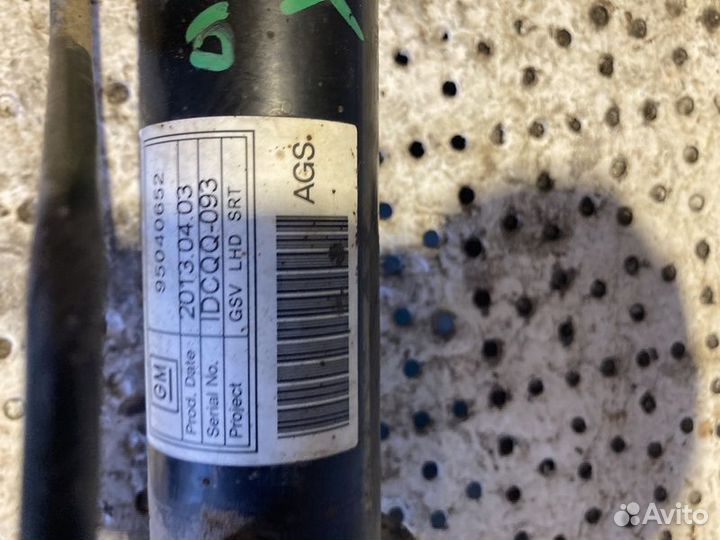 GM
95040652
Prod. Date 2013.04.03
Serial No. IDCQQ-093
Project GSV LHD SRT
AGS.
Avito